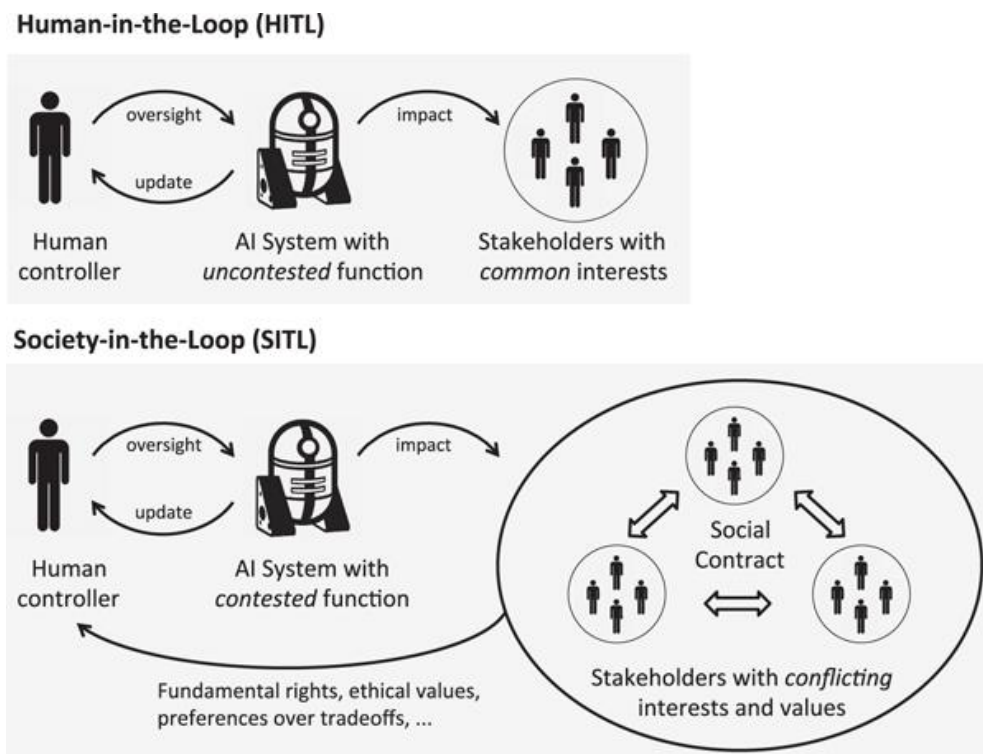 Human-in-the-Loop (HITL)
oversight
impact
update
Human
controller
AI System with
uncontested function
Stakeholders with
common interests
Society-in-the-Loop (SITL)
oversight
impact
update
Human
controller
AI System with
contested function
Social
Contract
Fundamental rights, ethical values,
preferences over tradeoffs, ...
Stakeholders with conflicting
interests and values